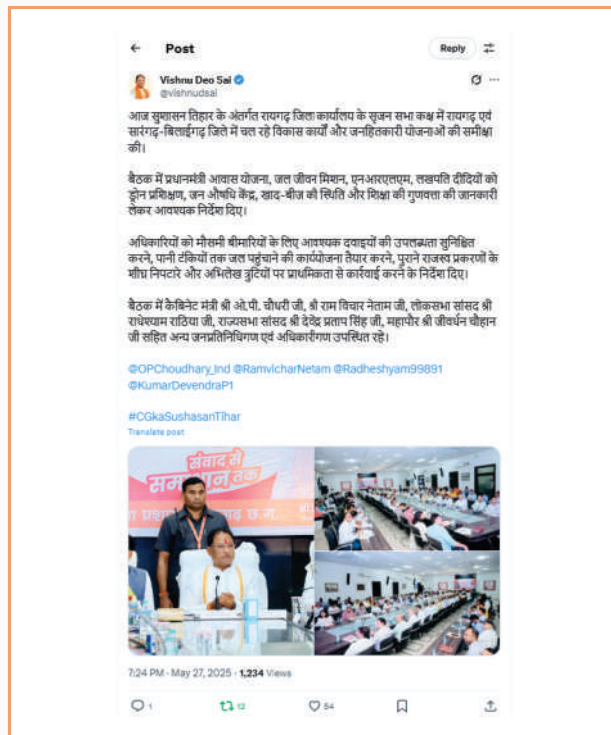 ← Post Reply
Vishnu Deo Sai
@vishnudsai
आज सुशासन तिहार के अंतर्गत रायगढ़ जिला कार्यालय के सृजन सभा कक्ष में रायगढ़ एवं
सारंगढ़-बिलाईगढ़ जिले में चल रहे विकास कार्यों और जनहितकारी योजनाओं की समीक्षा
की।
बैठक में प्रधानमंत्री आवास योजना, जल जीवन मिशन, एनआरएलएम, लखपति दीदियों को
ड्रोन प्रशिक्षण, जन औषधि केंद्र, खाद-बीज की स्थिति और शिक्षा की गुणवत्ता की जानकारी
लेकर आवश्यक निर्देश दिए।
अधिकारियों को मौसमी बीमारियों के लिए आवश्यक दवाइयों की उपलब्धता सुनिश्चित
करने, पानी टंकियों तक जल पहुंचाने की कार्ययोजना तैयार करने, पुराने राजस्व प्रकरणों के
शीघ्र निपटारे और अभिलेख त्रुटियों पर प्राथमिकता से कार्रवाई करने के निर्देश दिए।
बैठक में कैबिनेट मंत्री श्री ओ.पी. चौधरी जी, श्री राम विचार नेताम जी, लोकसभा सांसद श्री
राधेश्याम राठिया जी, राज्यसभा सांसद श्री देवेंद्र प्रताप सिंह जी, महापौर श्री जीवर्धन चौहान
जी सहित अन्य जनप्रतिनिधिगण एवं अधिकारीगण उपस्थित रहे।
@OPChoudhary_Ind @RamvicharNetam @Radheshyam99891
@KumarDevendraP1
#CGkaSushasanTihar
Translate post
संवाद से
समाधान तक
छ.ग.
7:24 PM · May 27, 2025 · 1,234 Views
1 12 54